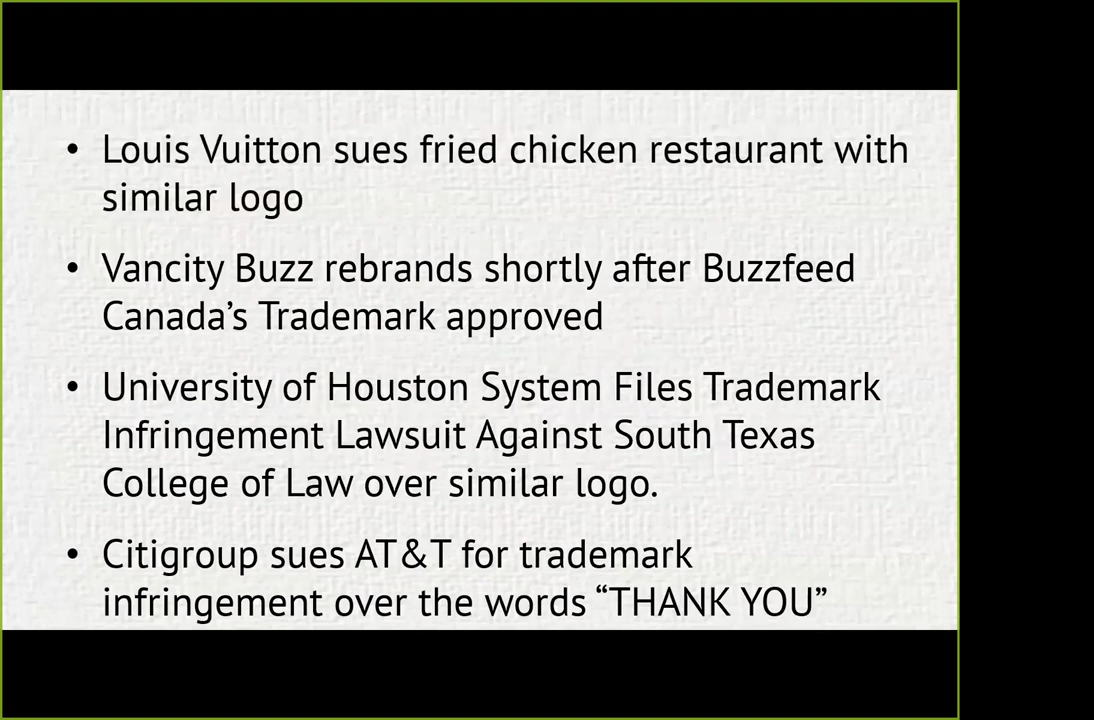 • Louis Vuitton sues fried chicken restaurant with
similar logo
• Vancity Buzz rebrands shortly after Buzzfeed
Canada’s Trademark approved
• University of Houston System Files Trademark
Infringement Lawsuit Against South Texas
College of Law over similar logo.
• Citigroup sues AT&T for trademark
infringement over the words “THANK YOU”